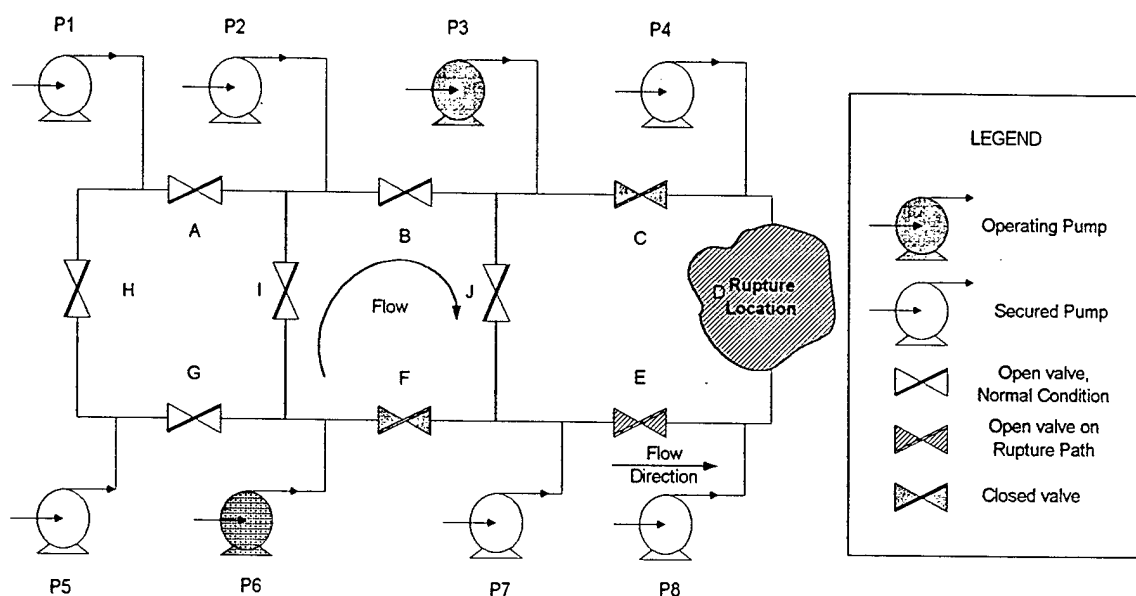 P1
P2
P3
P4
LEGEND
Operating Pump
Secured Pump
Open valve,
Normal Condition
Open valve on
Rupture Path
Closed valve
A
B
C
H
I
J
Flow
D
Rupture
Location
G
F
E
Flow
Direction
P5
P6
P7
P8